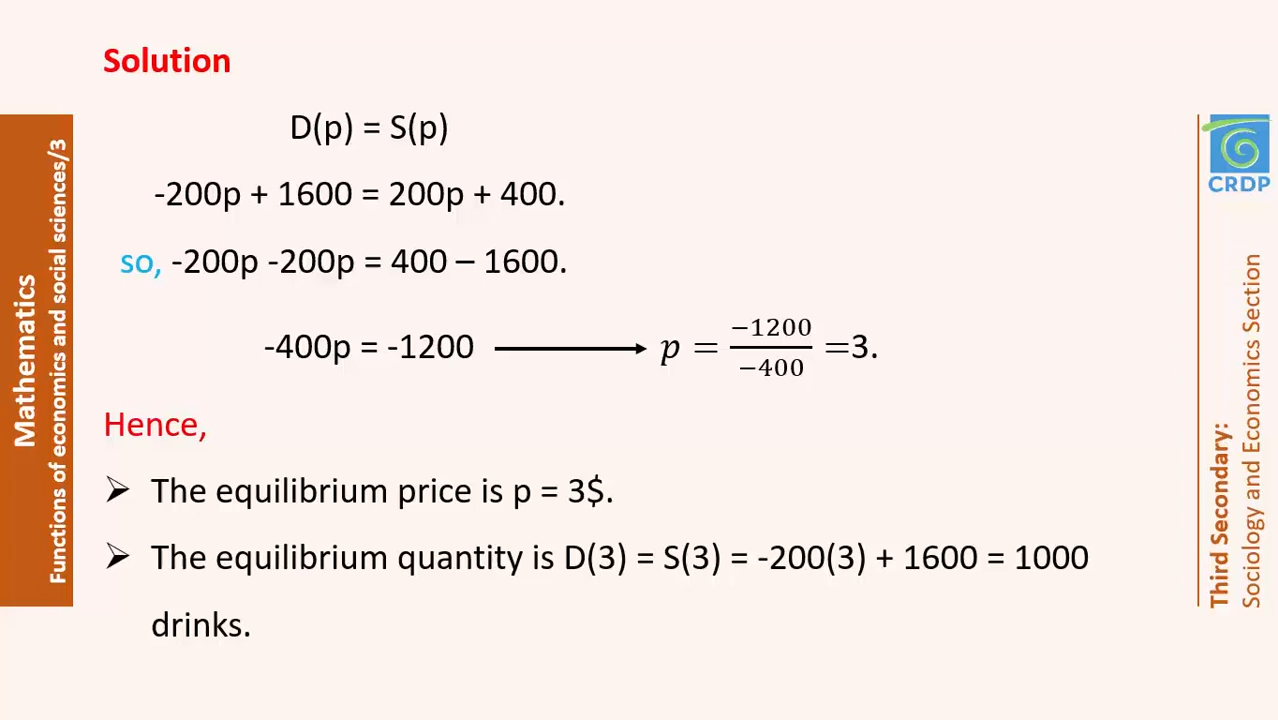 Solution
D(p) = S(p)
-200p + 1600 = 200p + 400.
so, -200p -200p = 400 – 1600.
-400p = -1200 ⟶ p = −1200/−400 =3.
Hence,
➢ The equilibrium price is p = 3$.
➢ The equilibrium quantity is D(3) = S(3) = -200(3) + 1600 = 1000
drinks.
Mathematics
Functions of economics and social sciences/3
CRDP
Third Secondary:
Sociology and Economics Section